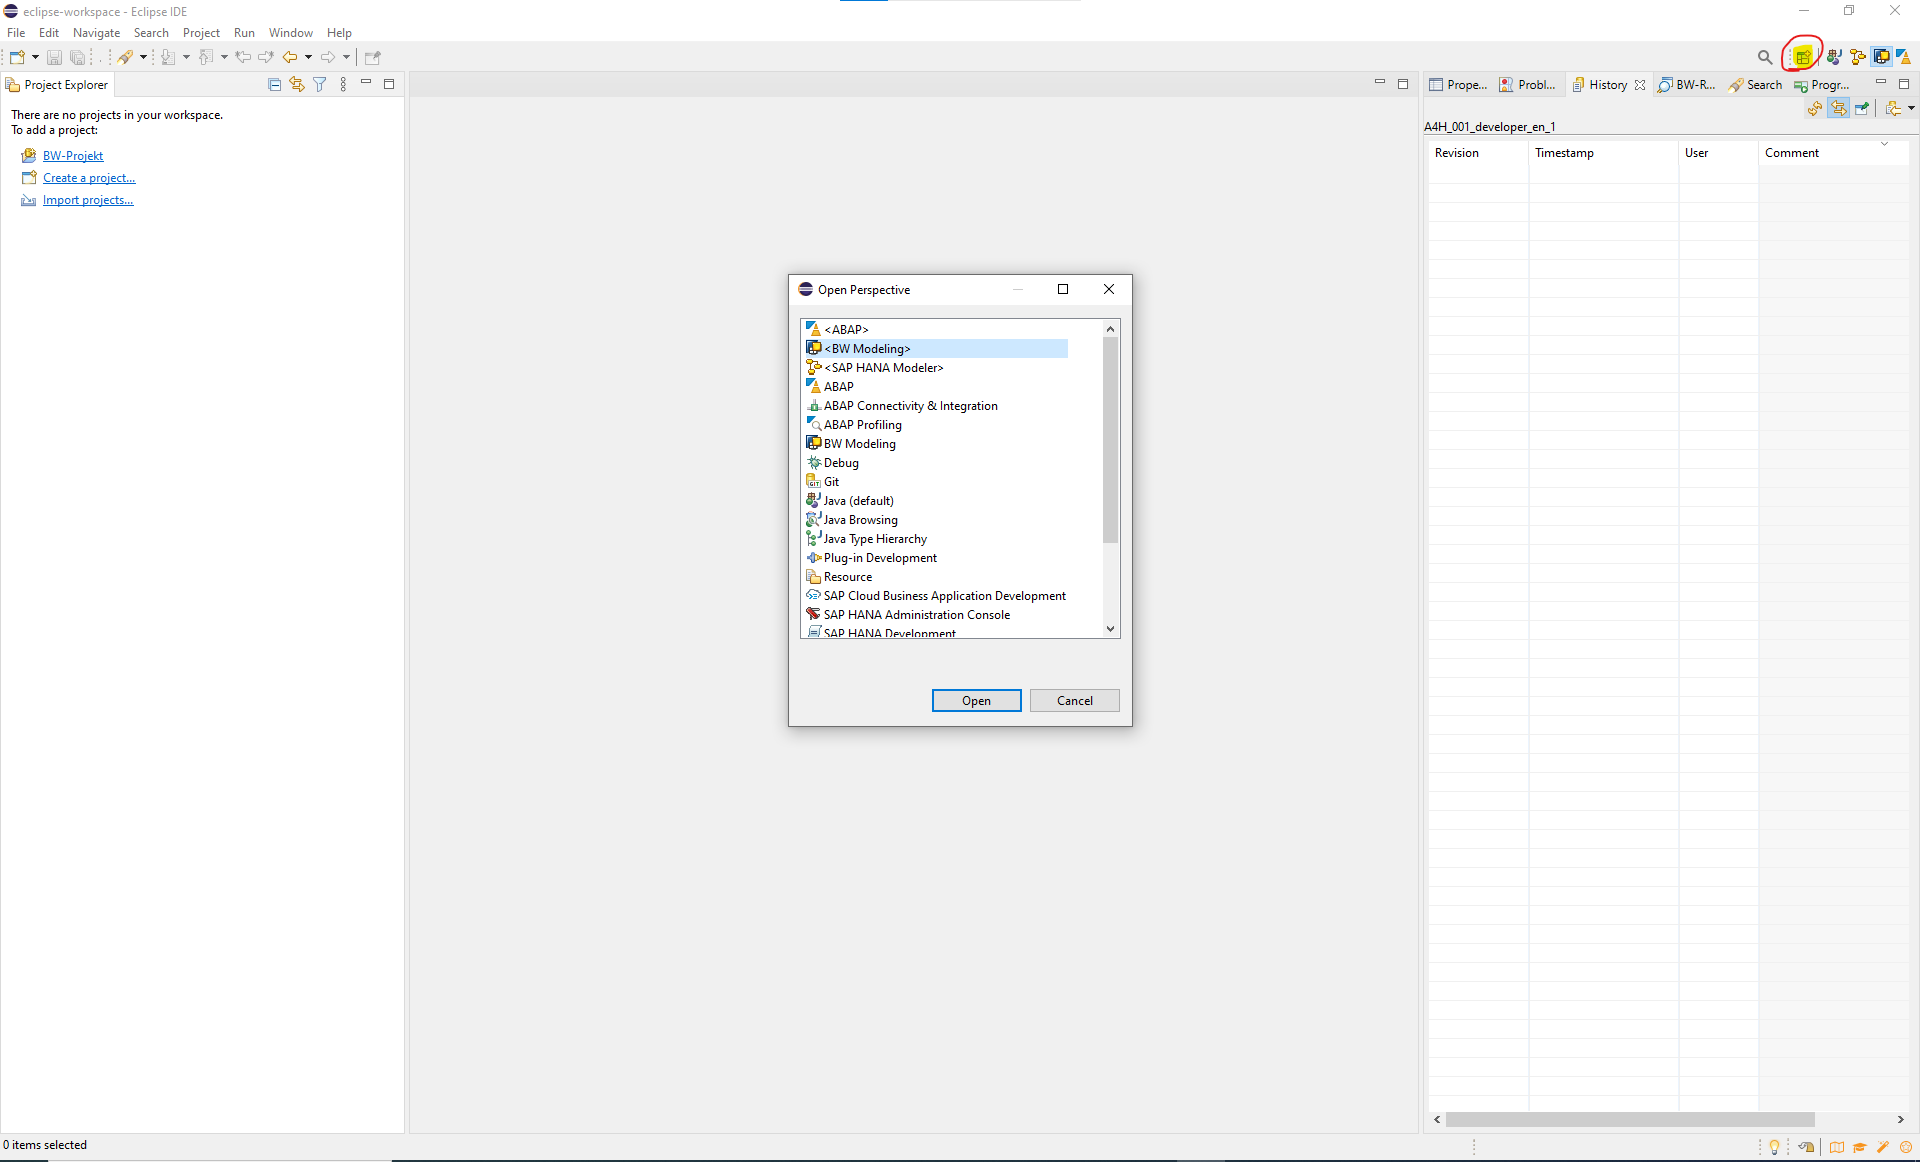 eclipse-workspace - Eclipse IDE
File Edit Navigate Search Project Run Window Help
Project Explorer
There are no projects in your workspace.
To add a project:
BW-Projekt
Create a project...
Import projects...
Open Perspective
<ABAP>
<BW Modeling>
<SAP HANA Modeler>
ABAP
ABAP Connectivity & Integration
ABAP Profiling
BW Modeling
Debug
Git
Java (default)
Java Browsing
Java Type Hierarchy
Plug-in Development
Resource
SAP Cloud Business Application Development
SAP HANA Administration Console
SAP HANA Development
Open Cancel
Prope... Probl... History BW-R... Search Progr...
A4H_001_developer_en_1
Revision Timestamp User Comment
0 items selected